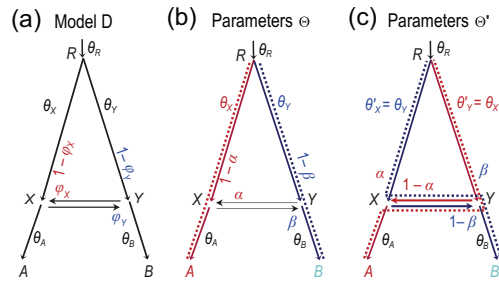 (a) Model D
R
θ_R
θ_X
θ_Y
1-φ_X
1-φ_Y
φ_X
X
Y
φ_Y
θ_A
θ_B
A
B
(b) Parameters Θ
R
θ_R
θ_X
θ_Y
1-α
1-β
α
X
Y
β
θ_A
θ_B
A
B
(c) Parameters Θ'
R
θ_R
θ'_X = θ_Y
θ'_Y = θ_X
α
β
1-α
X
Y
1-β
θ_A
θ_B
A
B